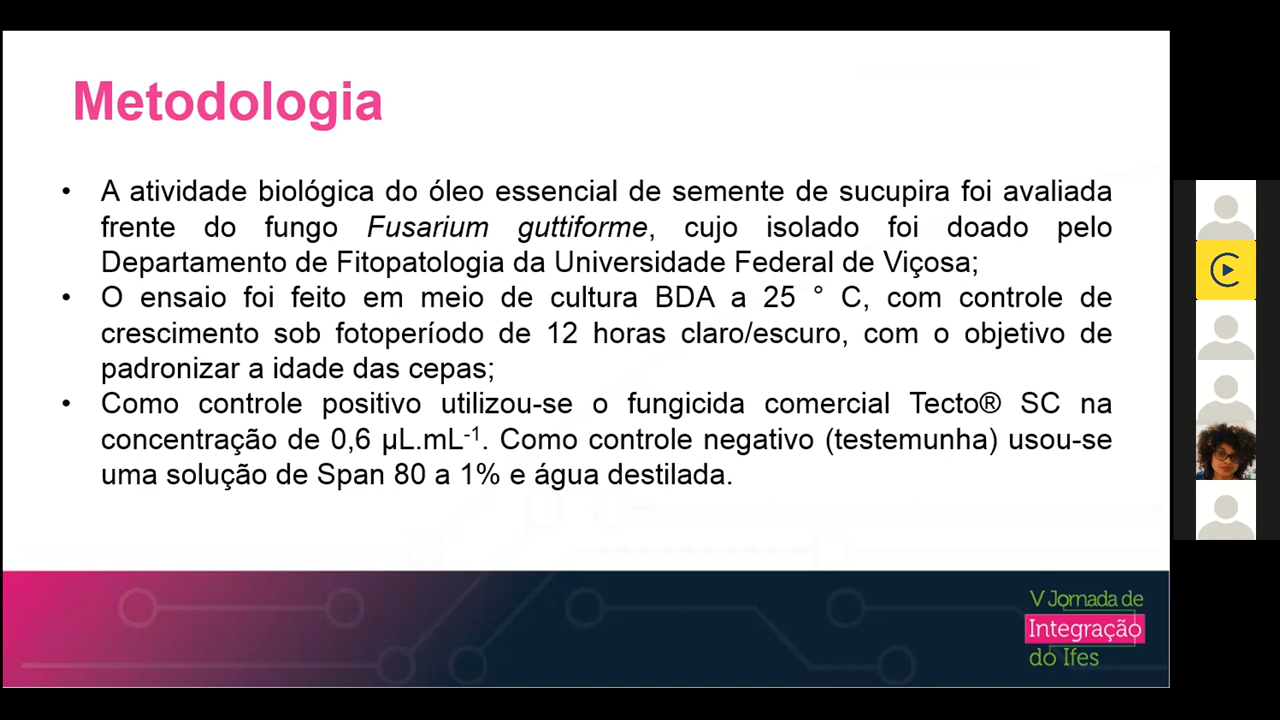 Metodologia
• A atividade biológica do óleo essencial de semente de sucupira foi avaliada
frente do fungo Fusarium guttiforme, cujo isolado foi doado pelo
Departamento de Fitopatologia da Universidade Federal de Viçosa;
• O ensaio foi feito em meio de cultura BDA a 25 ° C, com controle de
crescimento sob fotoperíodo de 12 horas claro/escuro, com o objetivo de
padronizar a idade das cepas;
• Como controle positivo utilizou-se o fungicida comercial Tecto® SC na
concentração de 0,6 µL.mL⁻¹. Como controle negativo (testemunha) usou-se
uma solução de Span 80 a 1% e água destilada.
V Jornada de
Integração
do Ifes